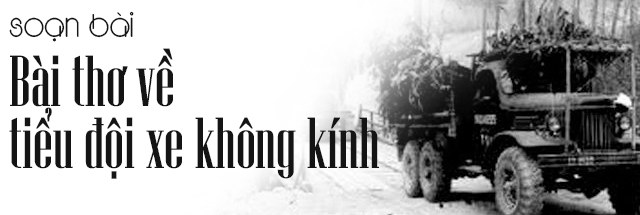 soạn bài
Bài thơ về
tiểu đội xe không kính